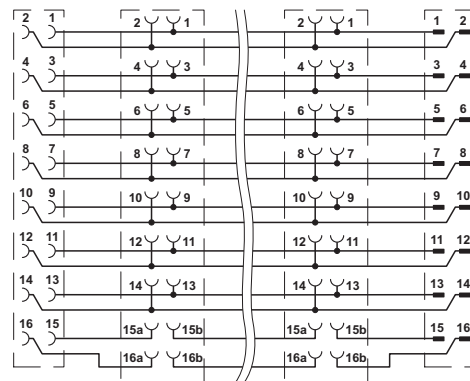 2 1 2 1 2 1 1 2
4 3 4 3 4 3 3 4
6 5 6 5 6 5 5 6
8 7 8 7 8 7 7 8
10 9 10 9 10 9 9 10
12 11 12 11 12 11 11 12
14 13 14 13 14 13 13 14
16 15 15a 15b 15a 15b 15 16
16a 16b 16a 16b